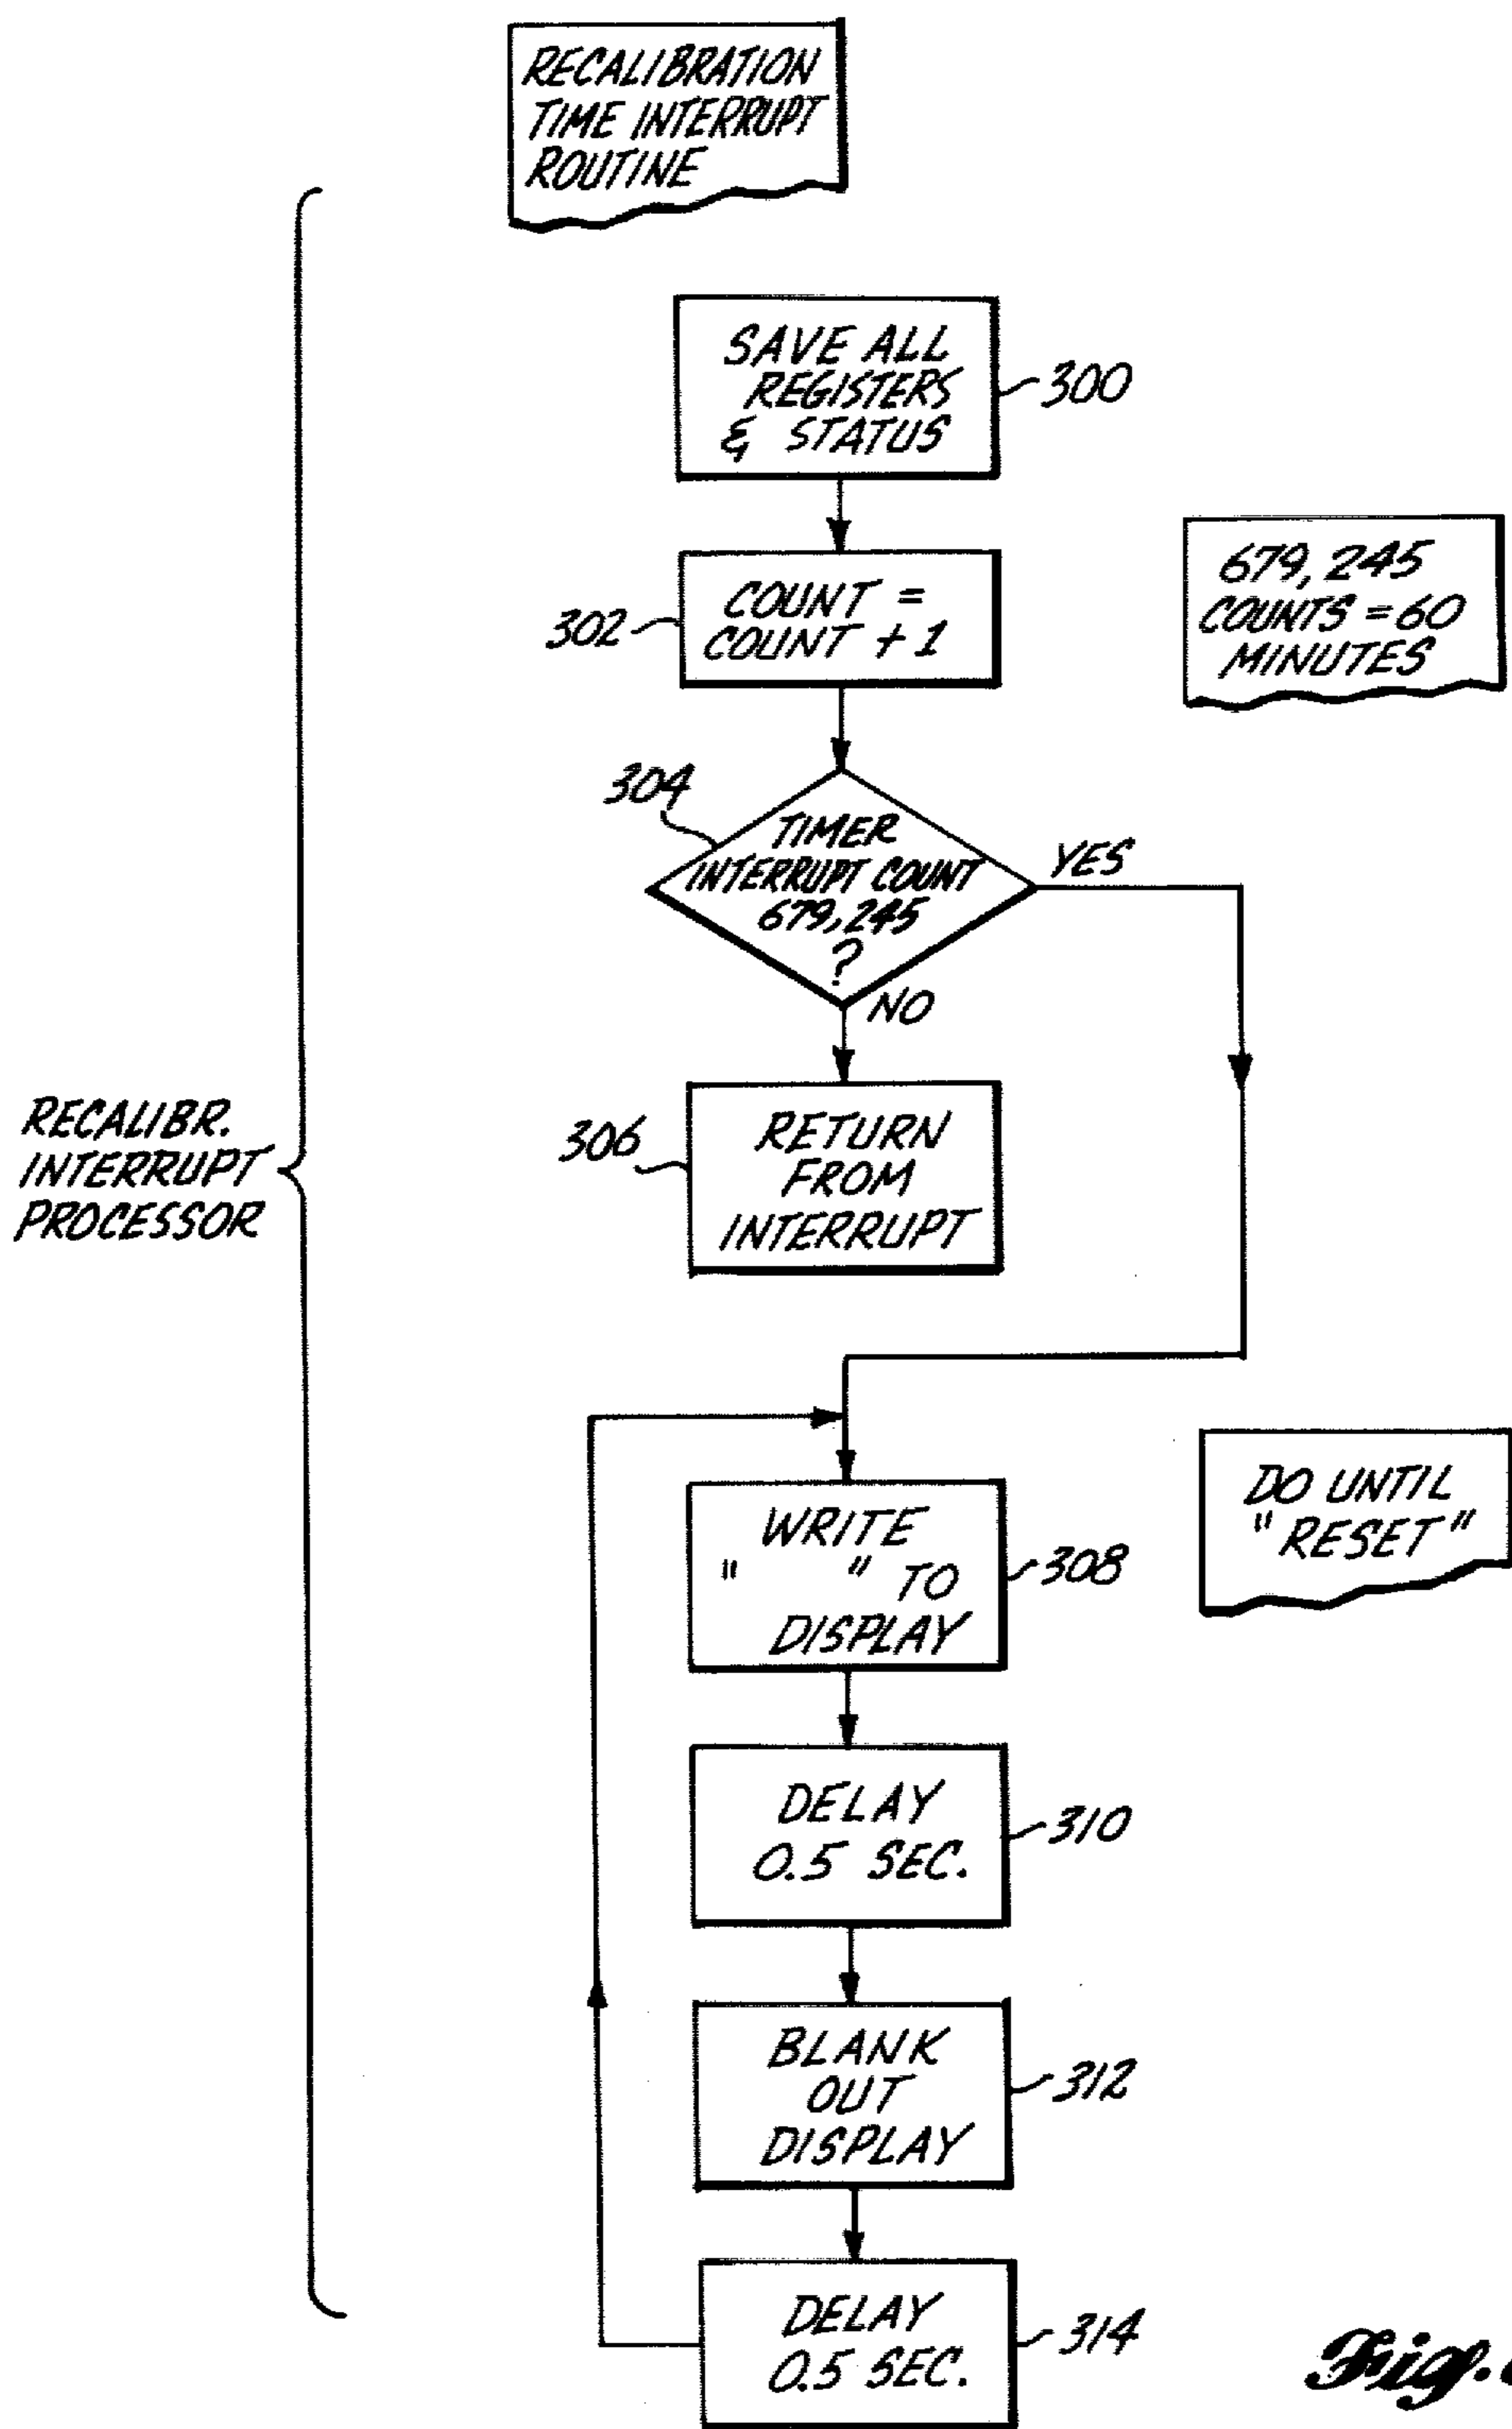 RECALIBRATION
TIME INTERRUPT
ROUTINE
SAVE ALL
REGISTERS
& STATUS
300
679,245
COUNTS = 60
MINUTES
COUNT =
COUNT + 1
302
304
TIMER
INTERRUPT COUNT
679,245
?
YES
NO
RECALIBR.
INTERRUPT
PROCESSOR
306
RETURN
FROM
INTERRUPT
WRITE
" " TO
DISPLAY
308
DO UNTIL
"RESET"
DELAY
0.5 SEC.
310
BLANK
OUT
DISPLAY
312
DELAY
0.5 SEC.
314
Fig.